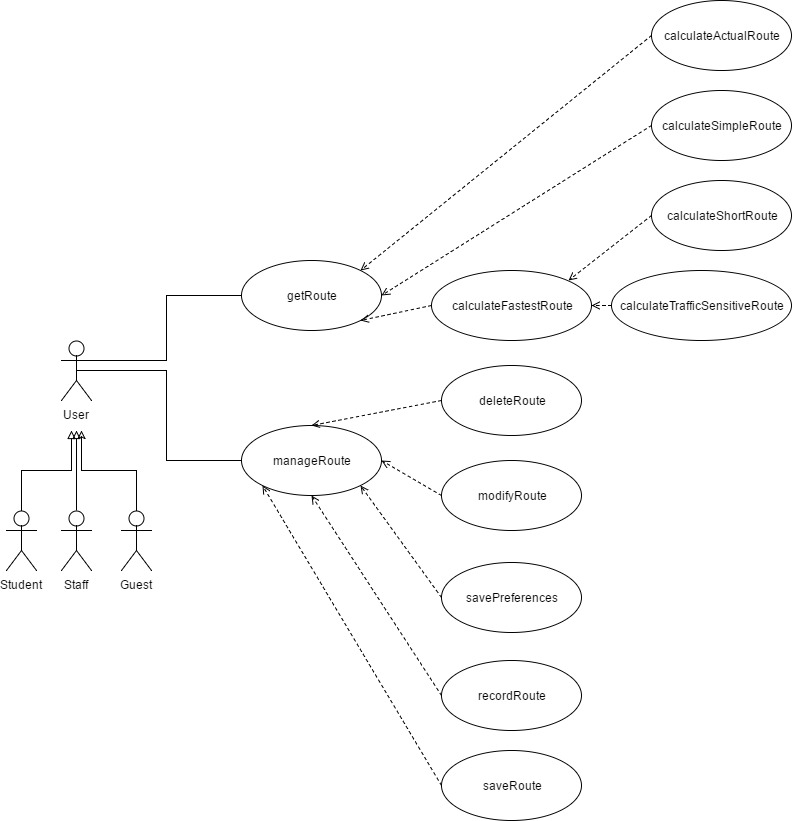 calculateActualRoute
calculateSimpleRoute
calculateShortRoute
getRoute
calculateFastestRoute
calculateTrafficSensitiveRoute
User
deleteRoute
manageRoute
modifyRoute
Student
Staff
Guest
savePreferences
recordRoute
saveRoute